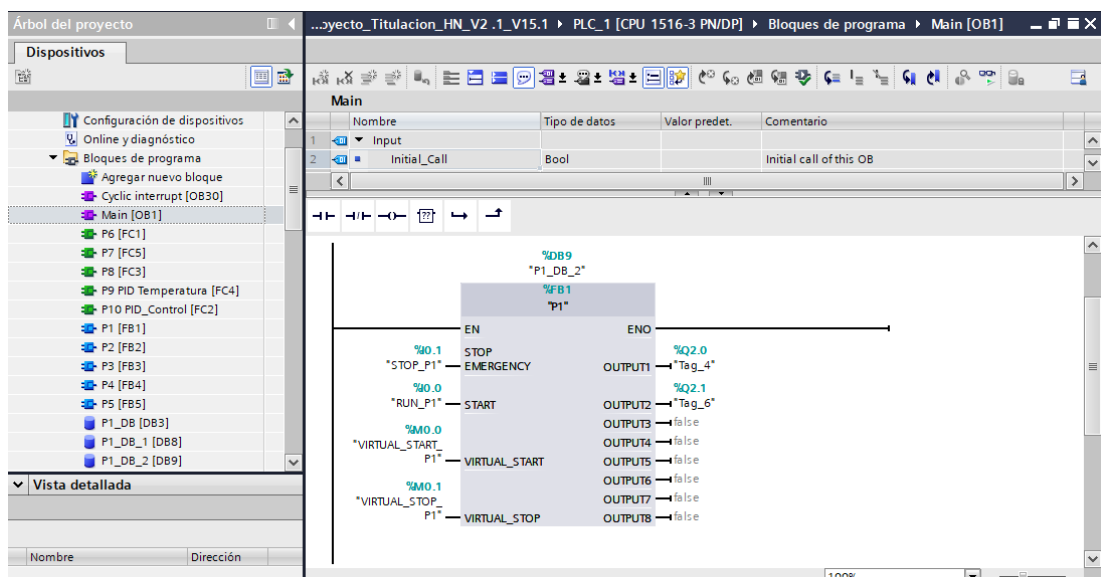 Árbol del proyecto
Dispositivos
Configuración de dispositivos
Online y diagnóstico
Bloques de programa
Agregar nuevo bloque
Cyclic interrupt [OB30]
Main [OB1]
P6 [FC1]
P7 [FC5]
P8 [FC3]
P9 PID Temperatura [FC4]
P10 PID_Control [FC2]
P1 [FB1]
P2 [FB2]
P3 [FB3]
P4 [FB4]
P5 [FB5]
P1_DB [DB3]
P1_DB_1 [DB8]
P1_DB_2 [DB9]
Vista detallada
Nombre Dirección
...oyecto_Titulacion_HN_V2 .1_V15.1 PLC_1 [CPU 1516-3 PN/DP] Bloques de programa Main [OB1]
Main
Nombre Tipo de datos Valor predet. Comentario
1 Input
2 Initial_Call Bool Initial call of this OB
??
%DB9
"P1_DB_2"
%FB1
"P1"
EN ENO
%I0.1 STOP %Q2.0
"STOP_P1" EMERGENCY OUTPUT1 "Tag_4"
%I0.0 %Q2.1
"RUN_P1" START OUTPUT2 "Tag_6"
OUTPUT3 false
%M0.0
"VIRTUAL_START_ OUTPUT4 false
P1" VIRTUAL_START OUTPUT5 false
OUTPUT6 false
%M0.1
"VIRTUAL_STOP_ OUTPUT7 false
P1" VIRTUAL_STOP OUTPUT8 false
100%